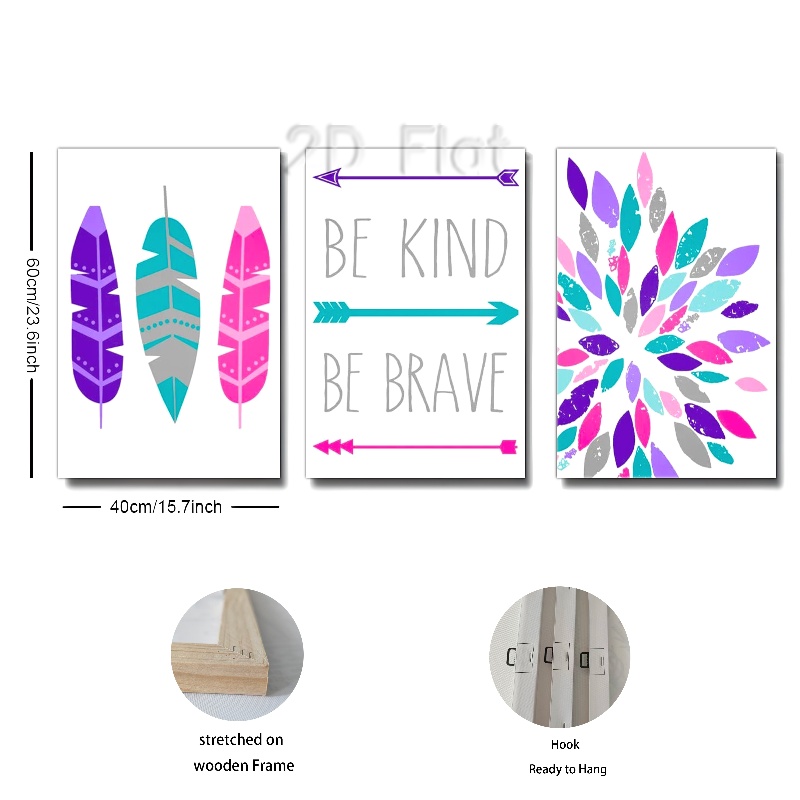 2D Flat
BE KIND
BE BRAVE
60cm/23.6inch
40cm/15.7inch
stretched on
wooden Frame
Hook
Ready to Hang